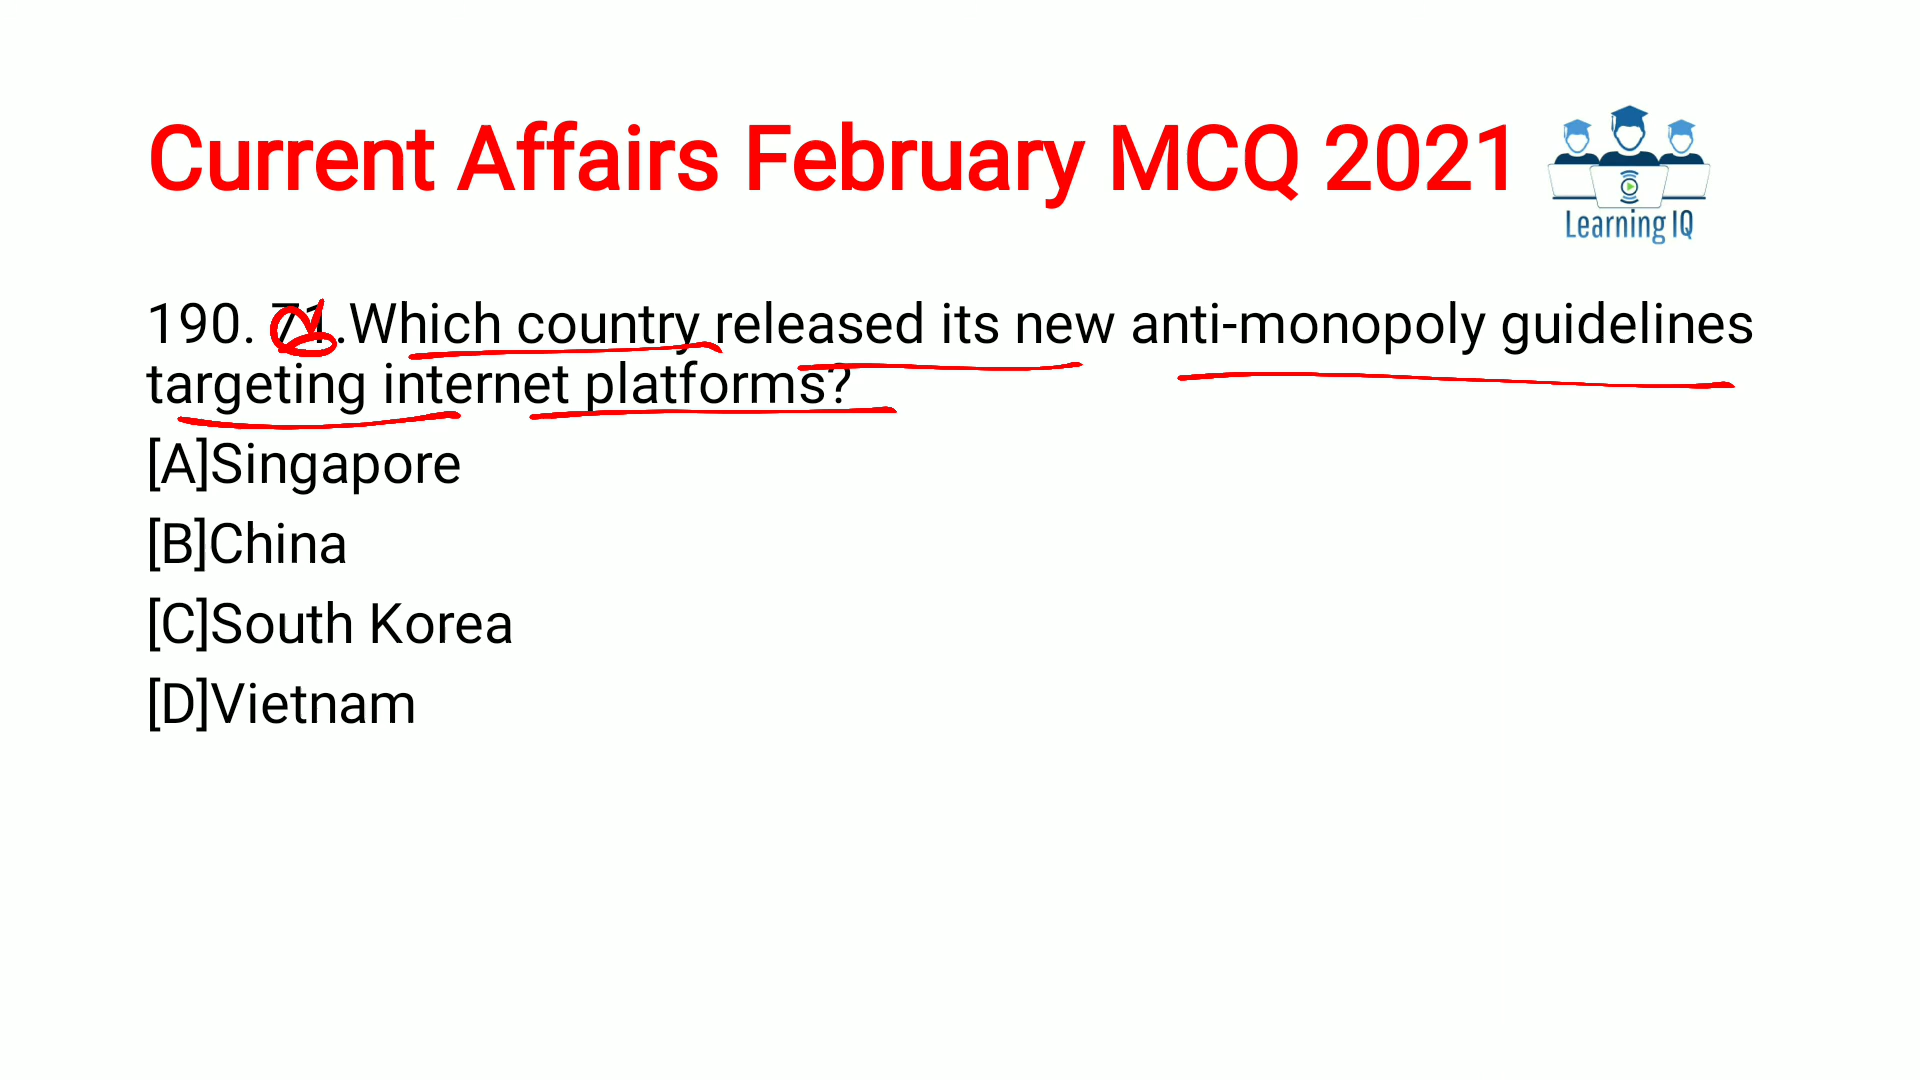 Current Affairs February MCQ 2021
Learning IQ
190. 71.Which country released its new anti-monopoly guidelines
targeting internet platforms?
[A]Singapore
[B]China
[C]South Korea
[D]Vietnam